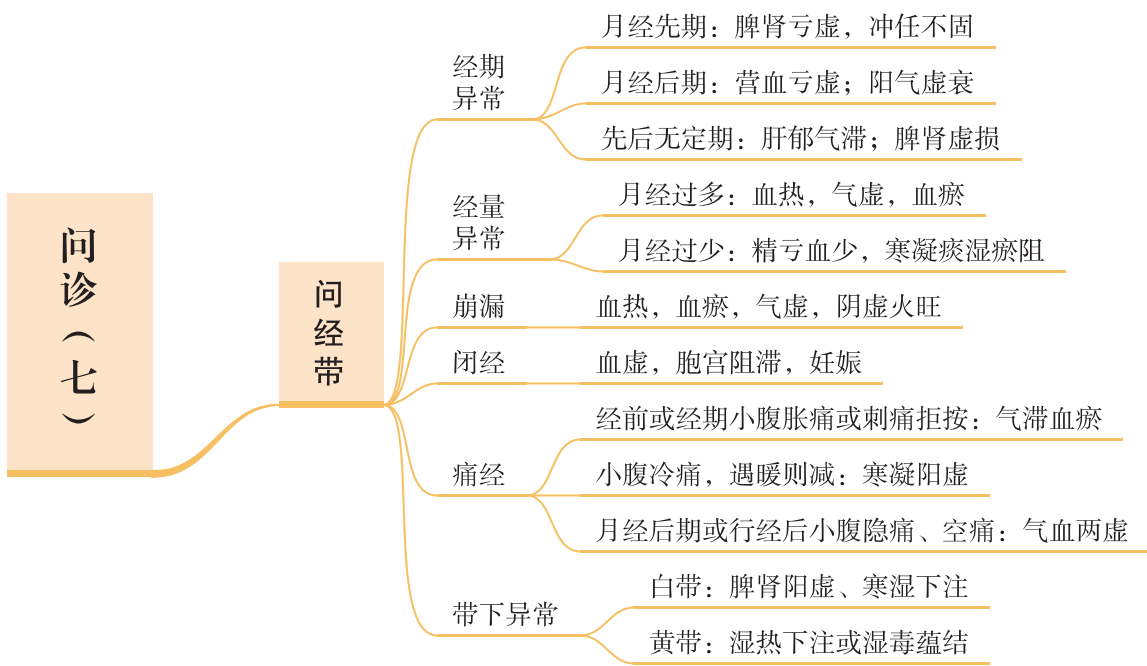 问诊（七）
问经带
经期
异常
月经先期：脾肾亏虚，冲任不固
月经后期：营血亏虚；阳气虚衰
先后无定期：肝郁气滞；脾肾虚损
经量
异常
月经过多：血热，气虚，血瘀
月经过少：精亏血少，寒凝痰湿瘀阻
崩漏
血热，血瘀，气虚，阴虚火旺
闭经
血虚，胞宫阻滞，妊娠
痛经
经前或经期小腹胀痛或刺痛拒按：气滞血瘀
小腹冷痛，遇暖则减：寒凝阳虚
月经后期或行经后小腹隐痛、空痛：气血两虚
带下异常
白带：脾肾阳虚、寒湿下注
黄带：湿热下注或湿毒蕴结